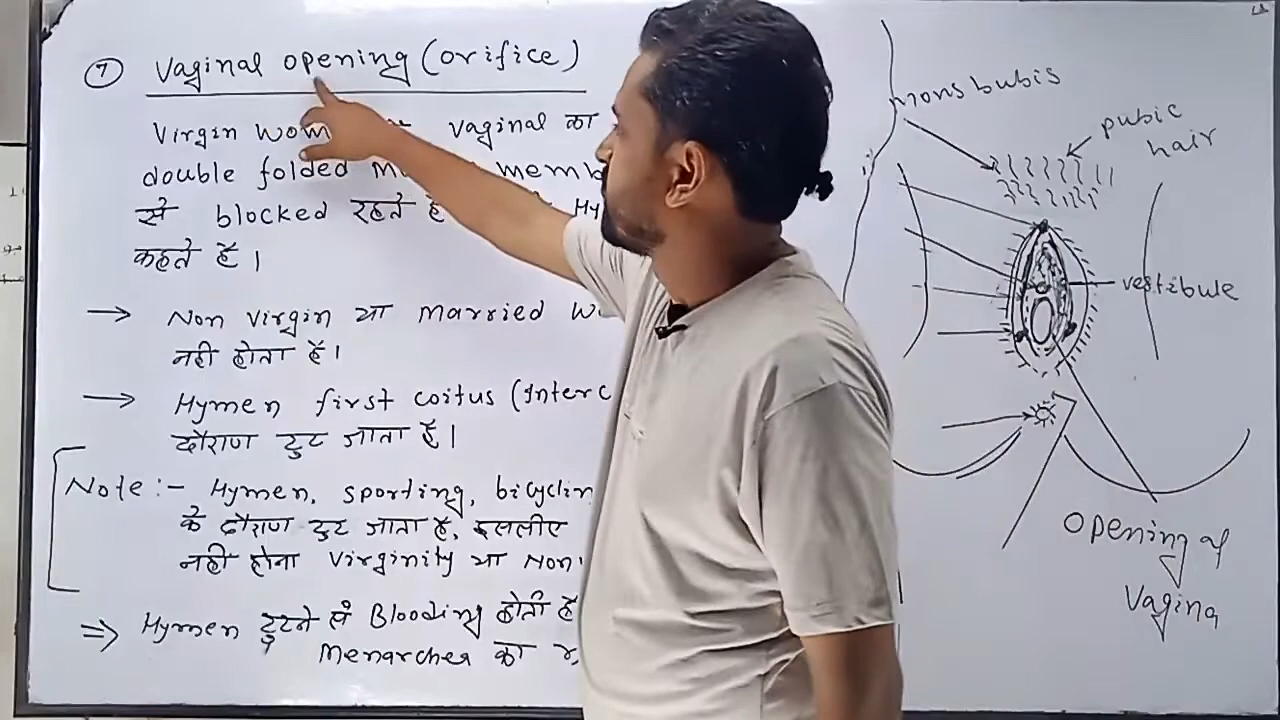 7 Vaginal opening (orifice)
Virgin wom vaginal का
double folded m memb
से blocked रहते है Hy
कहते हैं।
→ Non virgin या married w
नही होता है।
→ Hymen first coitus (Interc
दौराण टुट जाता है।
Note:- Hymen, sporting, bicyclin
के दौराण टुट जाता है, इसलीए
नही होना virginity या Non
⇒ Hymen टुटने से Blooding होती है
Menarchea का
mons bubis
pubic
hair
vestibule
opening of
vagina